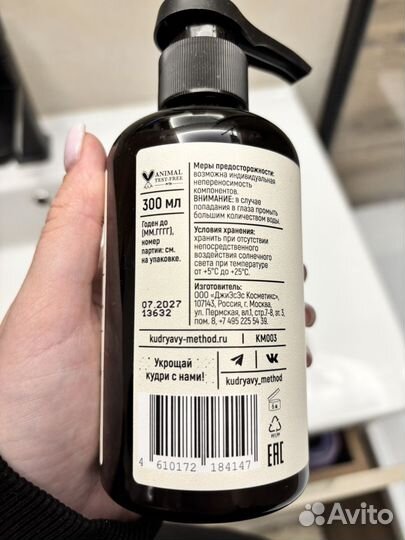 ANIMAL
TEST-FREE
300 мл
Годен до
(ММ.ГГГГ),
номер
партии: см.
на упаковке.
07.2027
13632
Меры предосторожности:
возможна индивидуальная
непереносимость
компонентов.
ВНИМАНИЕ: в случае
попадания в глаза промыть
большим количеством воды.
Условия хранения:
хранить при отсутствии
непосредственного
воздействия солнечного
света при температуре
от +5°С до +25°С.
Изготовитель:
ООО «ДжиЭсЭс Косметикс»,
107143, Россия, г. Москва,
ул. Пермская, вл1, стр.7-8, эт. 3,
пом. 8, +7 495 225 54 39.
kudryavy-method.ru
KM003
Укрощай
кудри с нами!
kudryavy_method
4 610172 184147
EAC
Avito